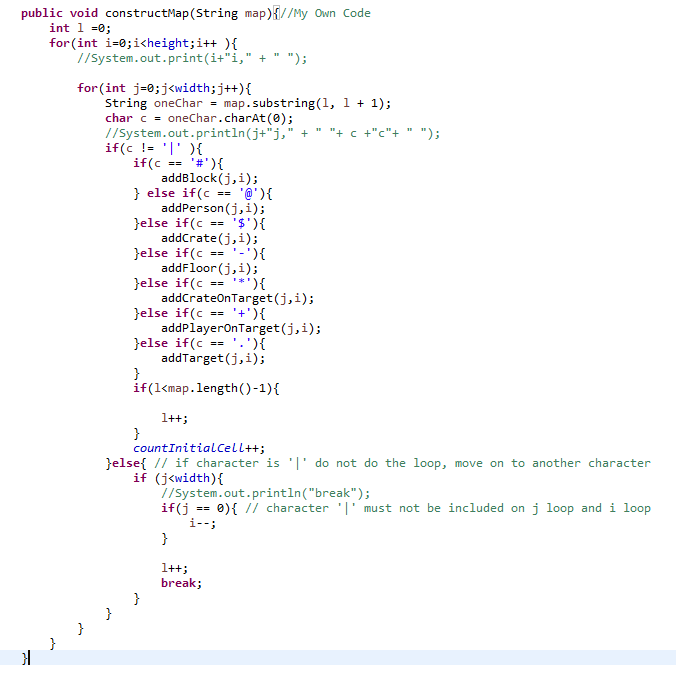 public void constructMap(String map){//My Own Code
int l =0;
for(int i=0;i<height;i++ ){
//System.out.print(i+"i," + " ");
for(int j=0;j<width;j++){
String oneChar = map.substring(l, l + 1);
char c = oneChar.charAt(0);
//System.out.println(j+"j," + " "+ c +"c"+ " ");
if(c != '|' ){
if(c == '#'){
addBlock(j,i);
} else if(c == '@'){
addPerson(j,i);
}else if(c == '$'){
addCrate(j,i);
}else if(c == '-'){
addFloor(j,i);
}else if(c == '*'){
addCrateOnTarget(j,i);
}else if(c == '+'){
addPlayerOnTarget(j,i);
}else if(c == '.'){
addTarget(j,i);
}
if(l<map.length()-1){
l++;
}
countInitialCell++;
}else{ // if character is '|' do not do the loop, move on to another character
if (j<width){
//System.out.println("break");
if(j == 0){ // character '|' must not be included on j loop and i loop
i--;
}
l++;
break;
}
}
}
}
}